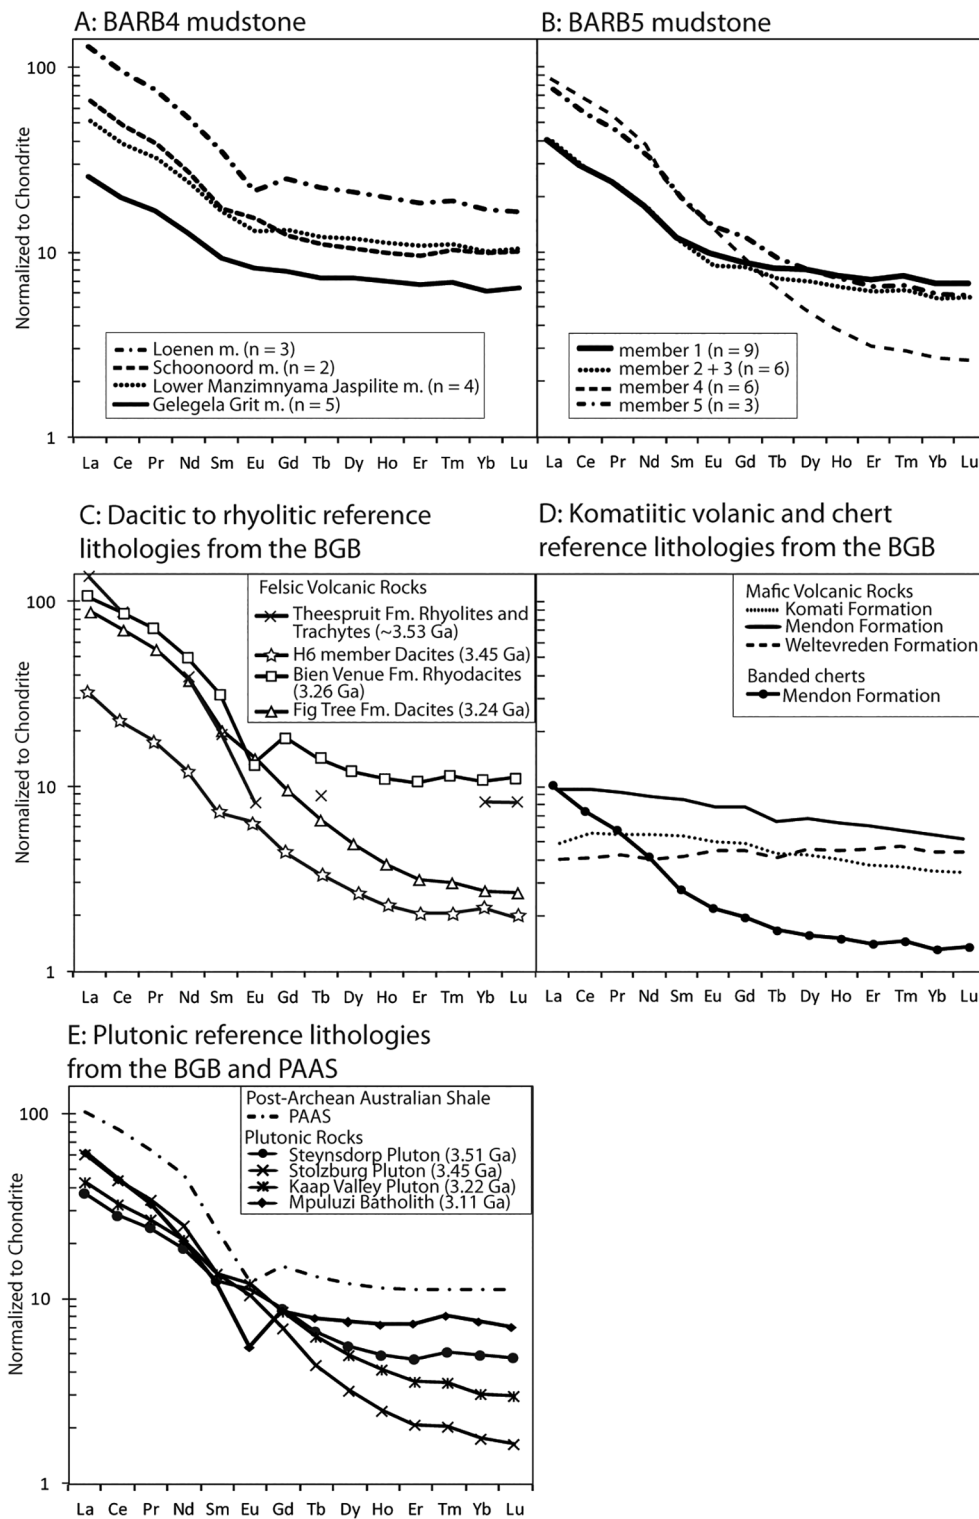 A: BARB4 mudstone
B: BARB5 mudstone
Normalized to Chondrite
100
10
1
Loenen m. (n = 3)
Schoonoord m. (n = 2)
Lower Manzimnyama Jaspilite m. (n = 4)
Gelegela Grit m. (n = 5)
member 1 (n = 9)
member 2 + 3 (n = 6)
member 4 (n = 6)
member 5 (n = 3)
La Ce Pr Nd Sm Eu Gd Tb Dy Ho Er Tm Yb Lu
La Ce Pr Nd Sm Eu Gd Tb Dy Ho Er Tm Yb Lu
C: Dacitic to rhyolitic reference
lithologies from the BGB
D: Komatiitic volanic and chert
reference lithologies from the BGB
Normalized to Chondrite
100
10
1
Felsic Volcanic Rocks
Theespruit Fm. Rhyolites and
Trachytes (~3.53 Ga)
H6 member Dacites (3.45 Ga)
Bien Venue Fm. Rhyodacites
(3.26 Ga)
Fig Tree Fm. Dacites (3.24 Ga)
Mafic Volcanic Rocks
Komati Formation
Mendon Formation
Weltevreden Formation
Banded cherts
Mendon Formation
La Ce Pr Nd Sm Eu Gd Tb Dy Ho Er Tm Yb Lu
La Ce Pr Nd Sm Eu Gd Tb Dy Ho Er Tm Yb Lu
E: Plutonic reference lithologies
from the BGB and PAAS
Normalized to Chondrite
100
10
1
Post-Archean Australian Shale
PAAS
Plutonic Rocks
Steynsdorp Pluton (3.51 Ga)
Stolzburg Pluton (3.45 Ga)
Kaap Valley Pluton (3.22 Ga)
Mpuluzi Batholith (3.11 Ga)
La Ce Pr Nd Sm Eu Gd Tb Dy Ho Er Tm Yb Lu